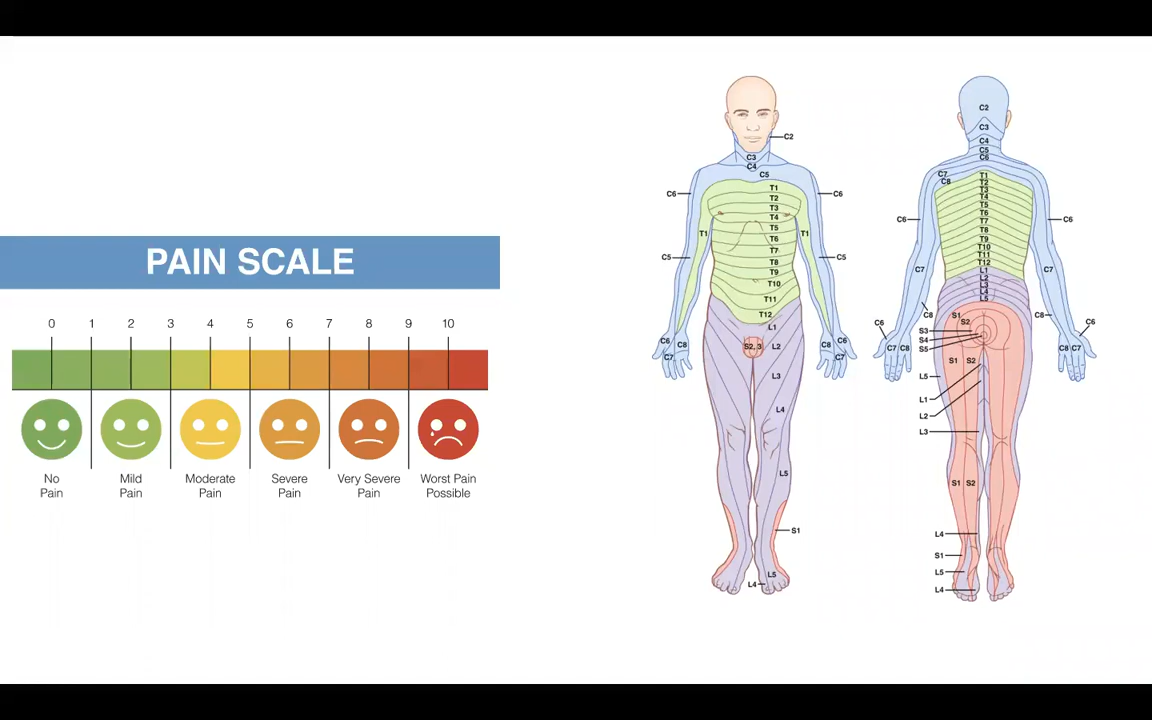 PAIN SCALE
0 1 2 3 4 5 6 7 8 9 10
No Pain
Mild Pain
Moderate Pain
Severe Pain
Very Severe Pain
Worst Pain Possible
C2
C3
C4
C5
C6 C6
T1
T2
T3
T4
T5
T1 T1
T6
T7
C5 C5
T8
T9
T10
T11
T12
L1
C6 C8 C8 C6
C7 C7
S2, 3 L2
L3
L4
L5
S1
L5
L4
C2
C3
C4
C5
C6
C7 T1
C8 T2
T3
T4
T5
T6
C6 T7 C6
T8
T9
T10
T11
T12
C7 L1 C7
L2
L3
L4
L5
C8 S1 C8
C6 S2 C6
S3
S4
S5
C7 C8 C8 C7
S1 S2
L5
L1
L2
L3
S1 S2
L4
S1
L5
L4